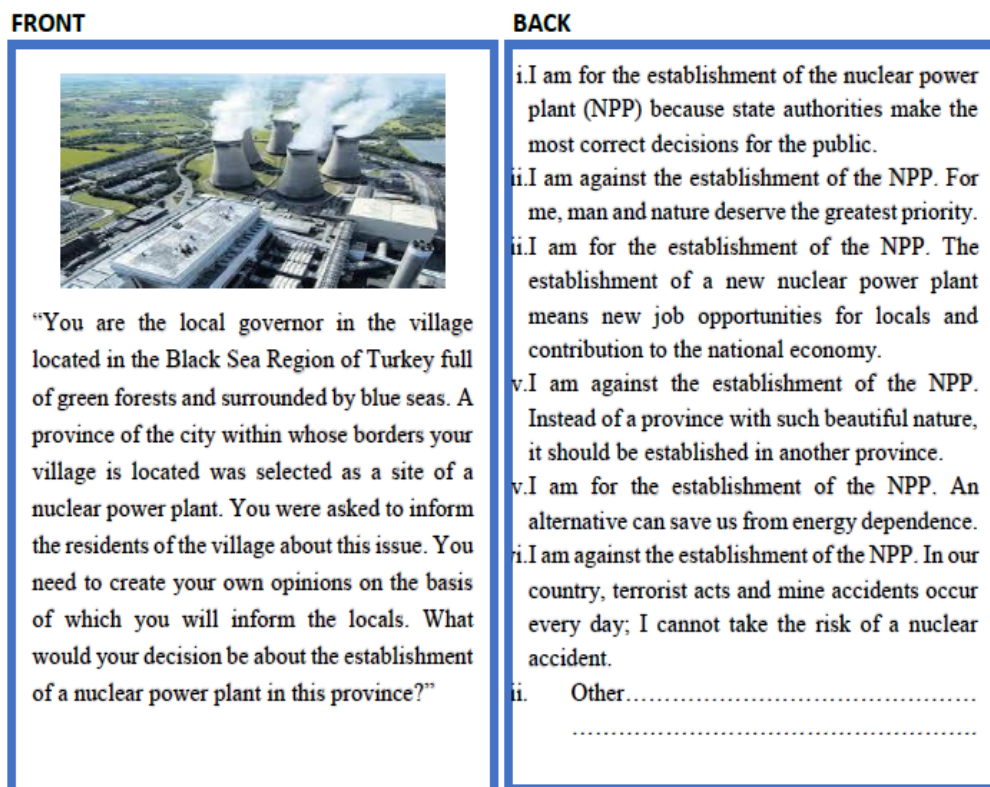 FRONT
“You are the local governor in the village
located in the Black Sea Region of Turkey full
of green forests and surrounded by blue seas. A
province of the city within whose borders your
village is located was selected as a site of a
nuclear power plant. You were asked to inform
the residents of the village about this issue. You
need to create your own opinions on the basis
of which you will inform the locals. What
would your decision be about the establishment
of a nuclear power plant in this province?”
BACK
i.I am for the establishment of the nuclear power
plant (NPP) because state authorities make the
most correct decisions for the public.
ii.I am against the establishment of the NPP. For
me, man and nature deserve the greatest priority.
ii.I am for the establishment of the NPP. The
establishment of a new nuclear power plant
means new job opportunities for locals and
contribution to the national economy.
v.I am against the establishment of the NPP.
Instead of a province with such beautiful nature,
it should be established in another province.
v.I am for the establishment of the NPP. An
alternative can save us from energy dependence.
i.I am against the establishment of the NPP. In our
country, terrorist acts and mine accidents occur
every day; I cannot take the risk of a nuclear
accident.
ii. Other..............................................
.....................................................